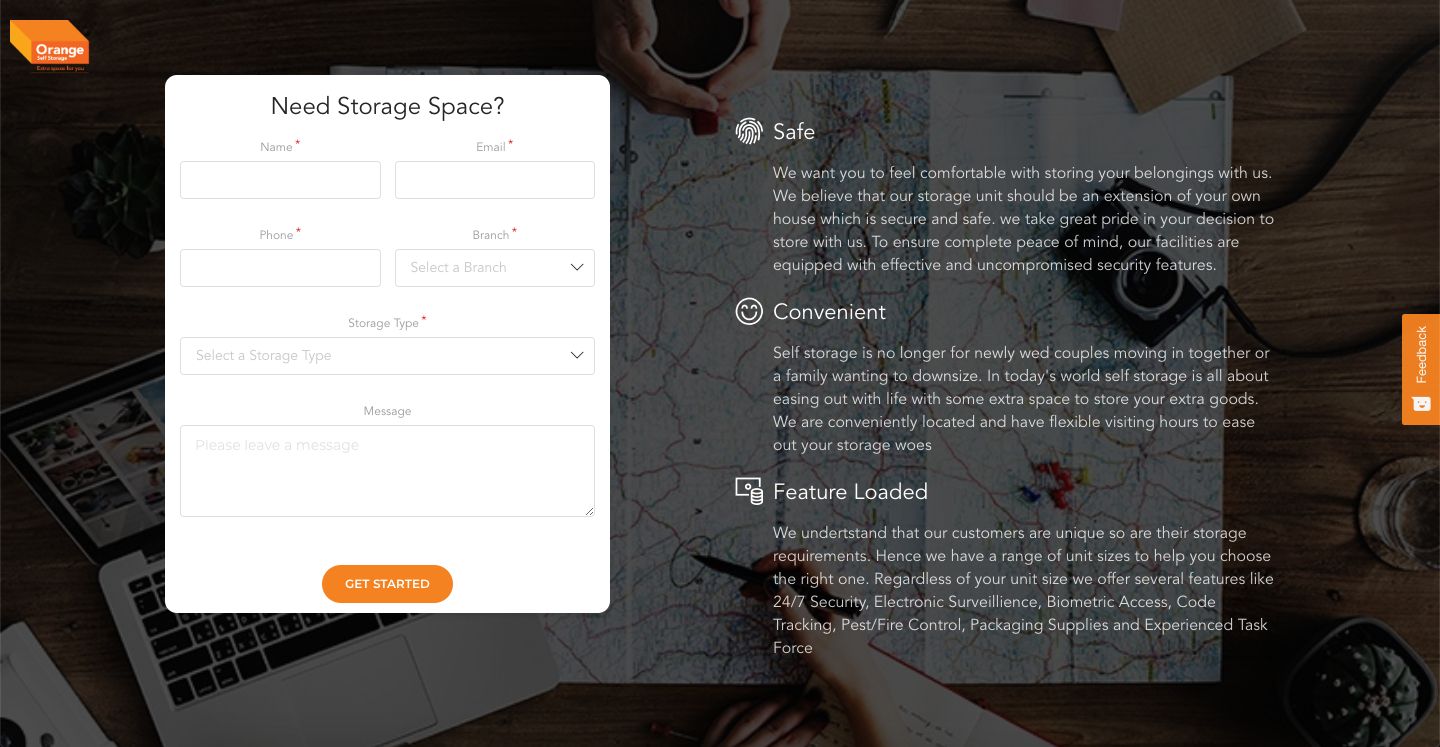 Orange
Self Storage
Extra space for you
Need Storage Space?
Name *
Email *
Phone *
Branch *
Select a Branch
Storage Type *
Select a Storage Type
Message
Please leave a message
GET STARTED
Safe
We want you to feel comfortable with storing your belongings with us.
We believe that our storage unit should be an extension of your own
house which is secure and safe. we take great pride in your decision to
store with us. To ensure complete peace of mind, our facilities are
equipped with effective and uncompromised security features.
Convenient
Self storage is no longer for newly wed couples moving in together or
a family wanting to downsize. In today's world self storage is all about
easing out with life with some extra space to store your extra goods.
We are conveniently located and have flexible visiting hours to ease
out your storage woes
Feature Loaded
We undertstand that our customers are unique so are their storage
requirements. Hence we have a range of unit sizes to help you choose
the right one. Regardless of your unit size we offer several features like
24/7 Security, Electronic Surveillience, Biometric Access, Code
Tracking, Pest/Fire Control, Packaging Supplies and Experienced Task
Force
Feedback